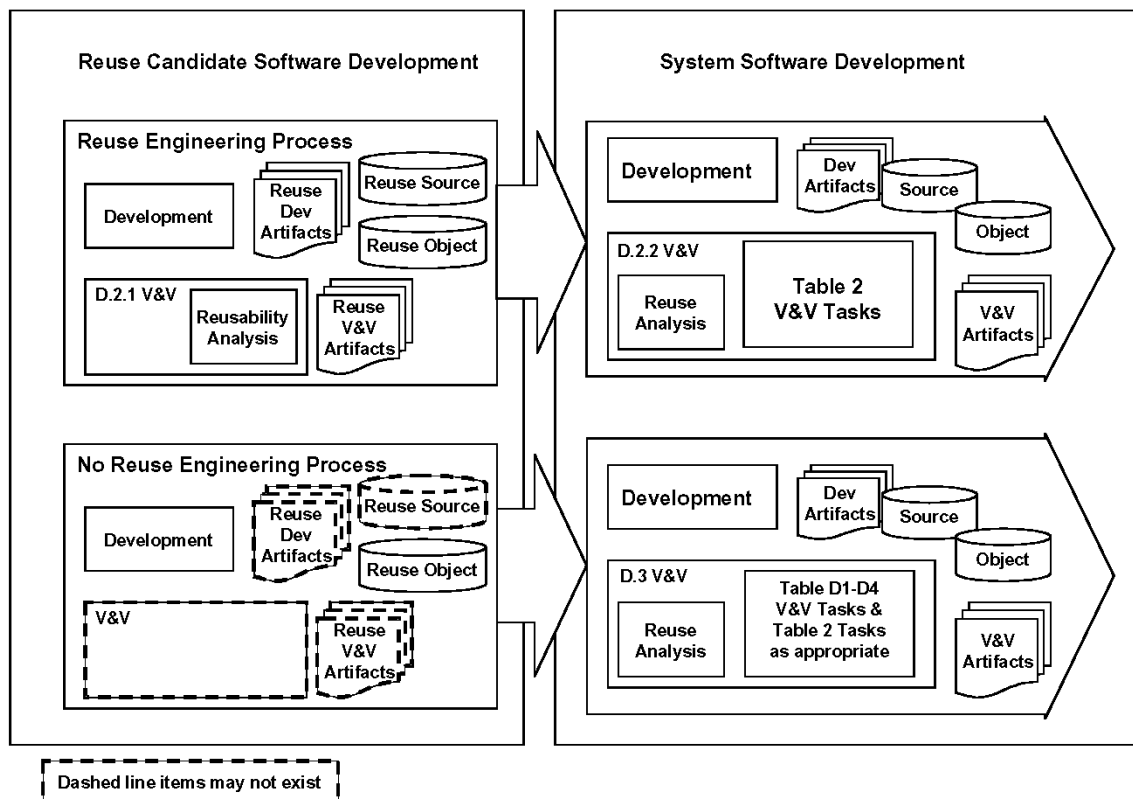 Reuse Candidate Software Development
Reuse Engineering Process
Development
Reuse
Dev
Artifacts
Reuse Source
Reuse Object
D.2.1 V&V
Reusability
Analysis
Reuse
V&V
Artifacts
No Reuse Engineering Process
Development
Reuse
Dev
Artifacts
Reuse Source
Reuse Object
V&V
Reuse
V&V
Artifacts
System Software Development
Development
Dev
Artifacts
Source
Object
D.2.2 V&V
Reuse
Analysis
Table 2
V&V Tasks
V&V
Artifacts
Development
Dev
Artifacts
Source
Object
D.3 V&V
Reuse
Analysis
Table D1-D4
V&V Tasks &
Table 2 Tasks
as appropriate
V&V
Artifacts
Dashed line items may not exist